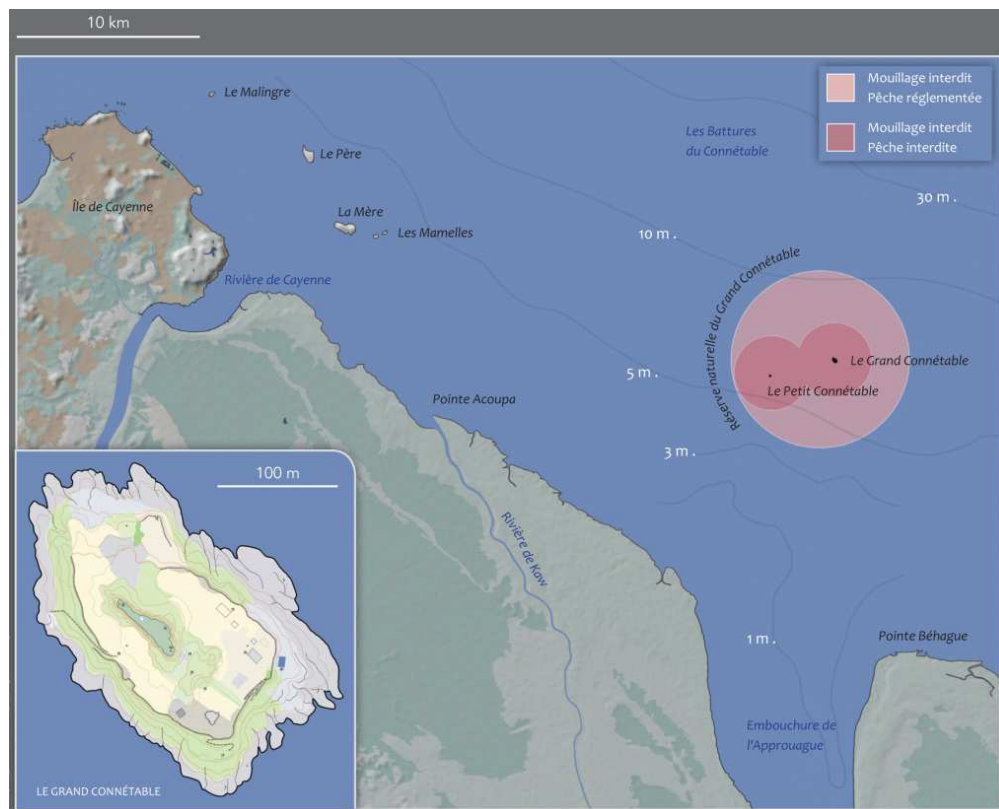 10 km
Mouillage interdit
Pêche réglementée
Mouillage interdit
Pêche interdite
Le Malingre
Les Battures
du Connétable
Le Père
30 m .
Île de Cayenne
La Mère
Les Mamelles
10 m .
Rivière de Cayenne
Réserve naturelle du Grand Connétable
Le Grand Connétable
5 m .
Le Petit Connétable
Pointe Acoupa
3 m .
100 m
Rivière de Kaw
1 m .
Pointe Béhague
Embouchure de
l'Approuague
LE GRAND CONNÉTABLE